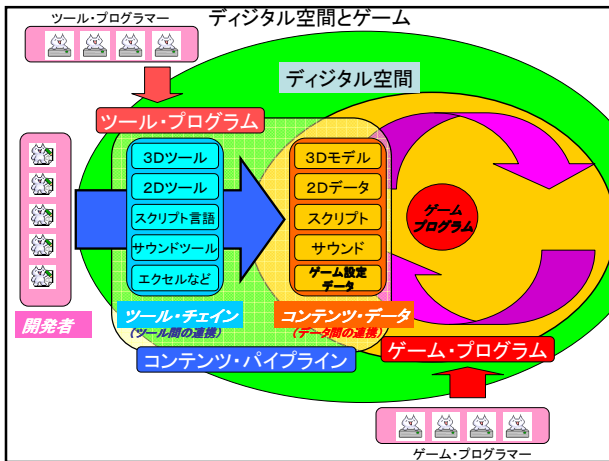 ツール・プログラマー
ディジタル空間とゲーム
ディジタル空間
ツール・プログラム
3Dツール
2Dツール
スクリプト言語
サウンドツール
エクセルなど
3Dモデル
2Dデータ
スクリプト
サウンド
ゲーム設定
データ
ゲーム
プログラム
開発者
ツール・チェイン
(ツール間の連携)
コンテンツ・データ
(データ間の連携)
コンテンツ・パイプライン
ゲーム・プログラム
ゲーム・プログラマー